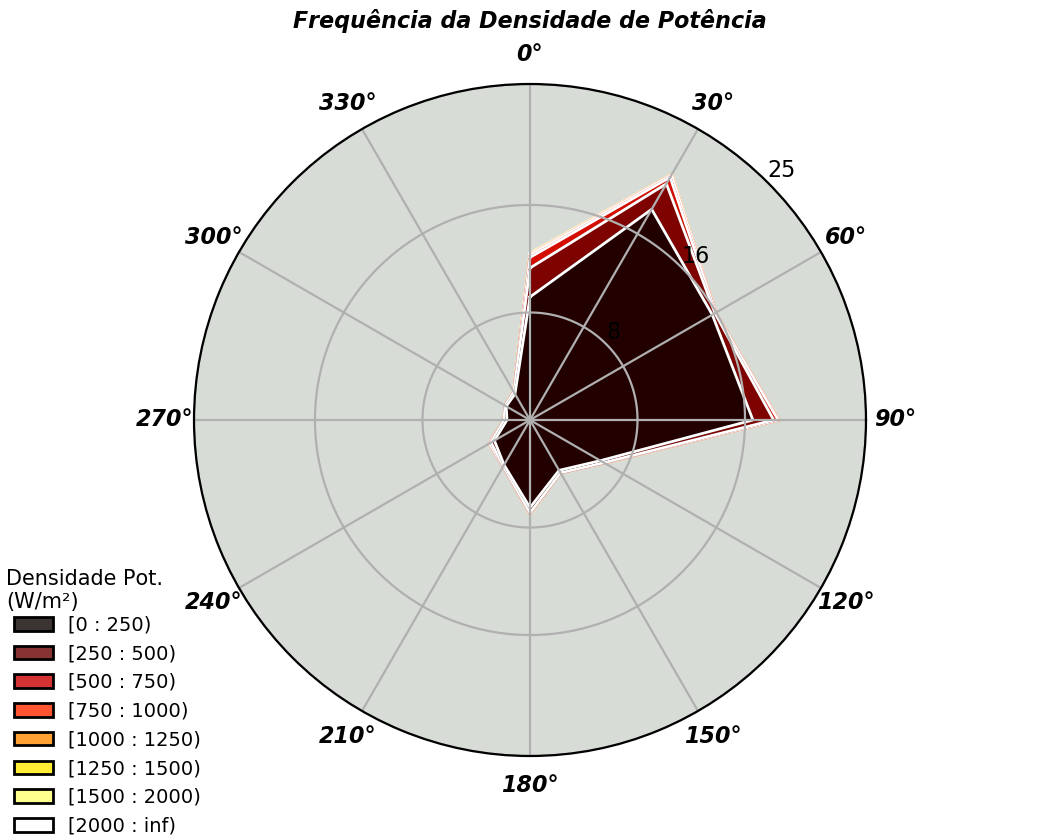 Frequência da Densidade de Potência
0°
330°
30°
25
300°
60°
16
8
270°
90°
240°
120°
210°
150°
180°
Densidade Pot.
(W/m²)
[0 : 250)
[250 : 500)
[500 : 750)
[750 : 1000)
[1000 : 1250)
[1250 : 1500)
[1500 : 2000)
[2000 : inf)